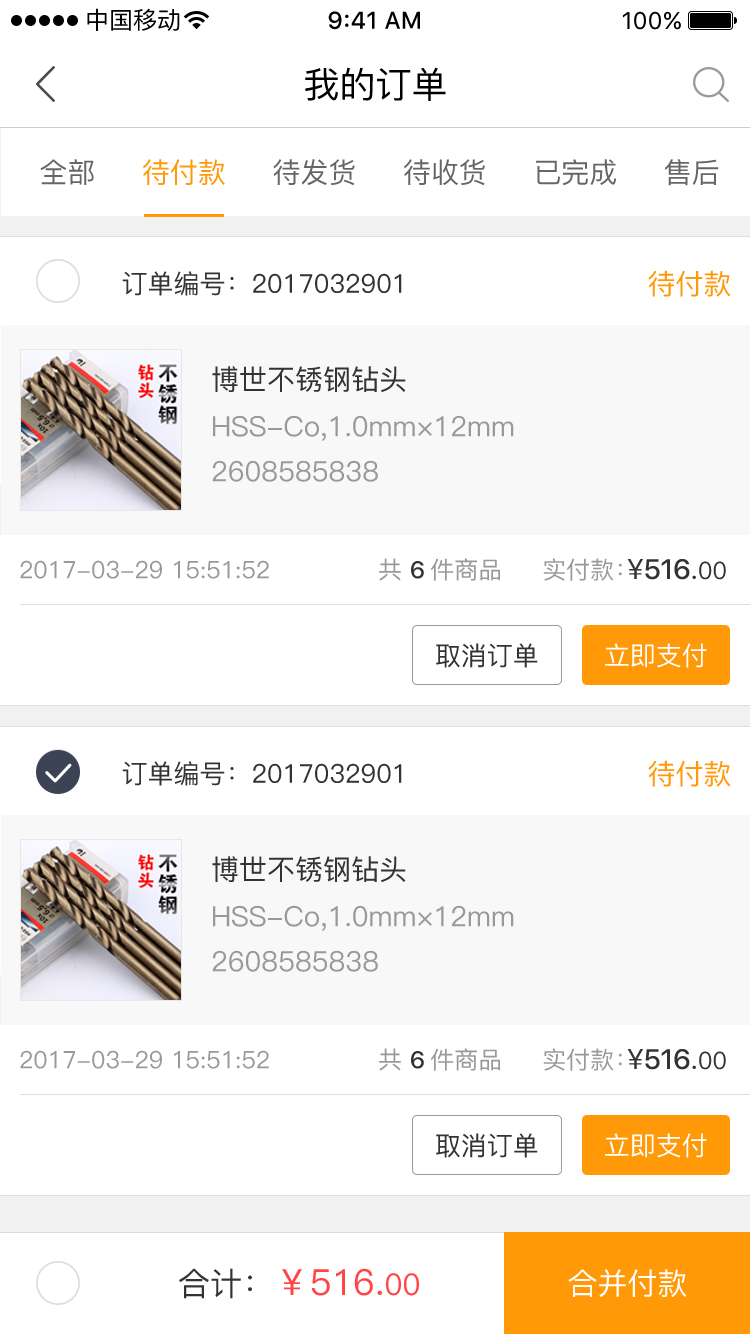 中国移动 9:41 AM 100%
我的订单
全部 待付款 待发货 待收货 已完成 售后
订单编号：2017032901 待付款
不锈钢
钻头
博世不锈钢钻头
HSS-Co,1.0mm×12mm
2608585838
2017-03-29 15:51:52 共 6 件商品 实付款:¥516.00
取消订单 立即支付
订单编号：2017032901 待付款
不锈钢
钻头
博世不锈钢钻头
HSS-Co,1.0mm×12mm
2608585838
2017-03-29 15:51:52 共 6 件商品 实付款:¥516.00
取消订单 立即支付
合计：¥516.00 合并付款